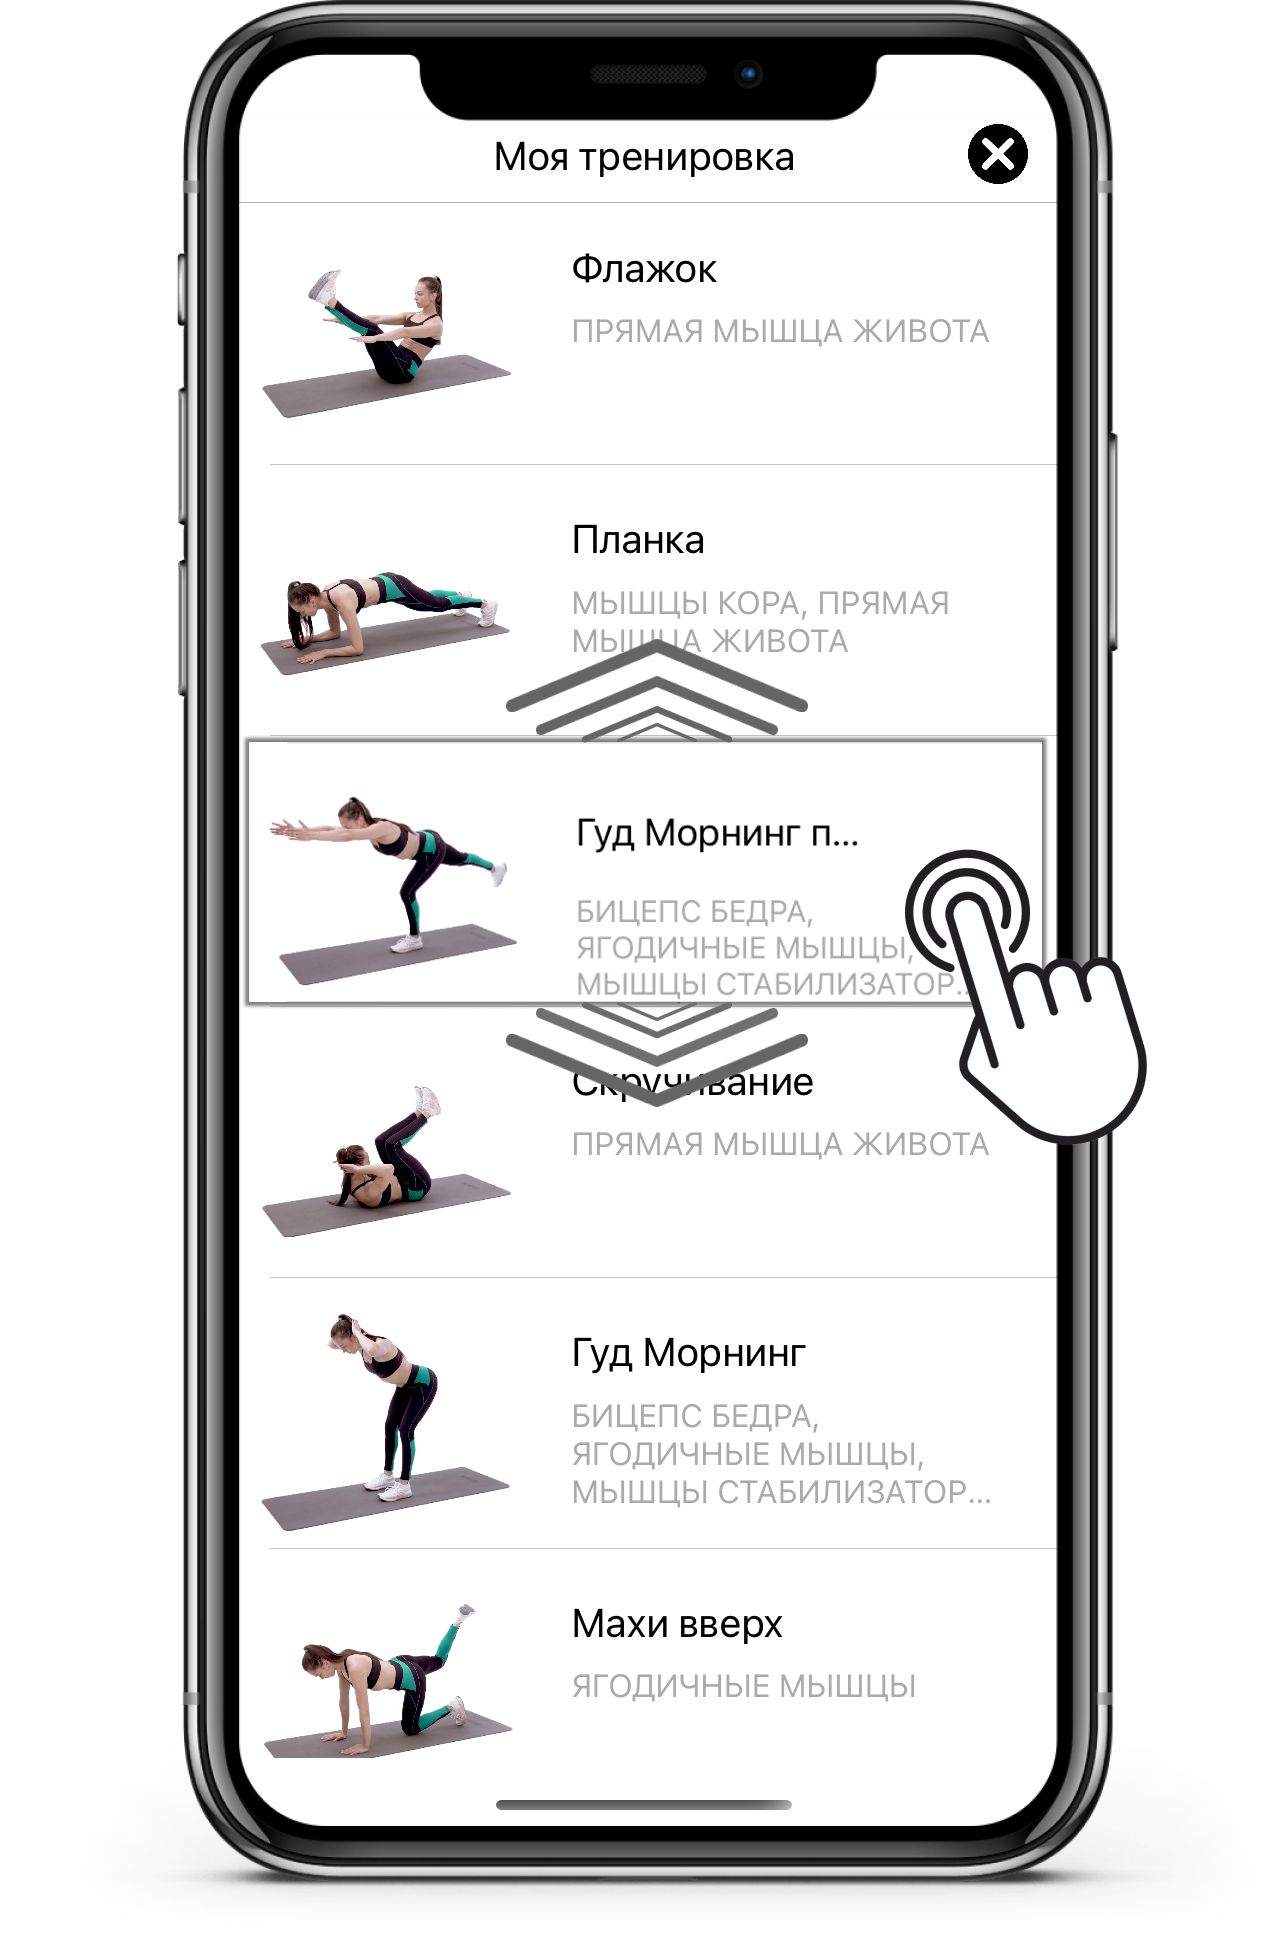 Моя тренировка
Флажок
ПРЯМАЯ МЫШЦА ЖИВОТА
Планка
МЫШЦЫ КОРА, ПРЯМАЯ
МЫШЦА ЖИВОТА
Гуд Морнинг п...
БИЦЕПС БЕДРА,
ЯГОДИЧНЫЕ МЫШЦЫ,
МЫШЦЫ СТАБИЛИЗАТОР...
Скручивание
ПРЯМАЯ МЫШЦА ЖИВОТА
Гуд Морнинг
БИЦЕПС БЕДРА,
ЯГОДИЧНЫЕ МЫШЦЫ,
МЫШЦЫ СТАБИЛИЗАТОР...
Махи вверх
ЯГОДИЧНЫЕ МЫШЦЫ